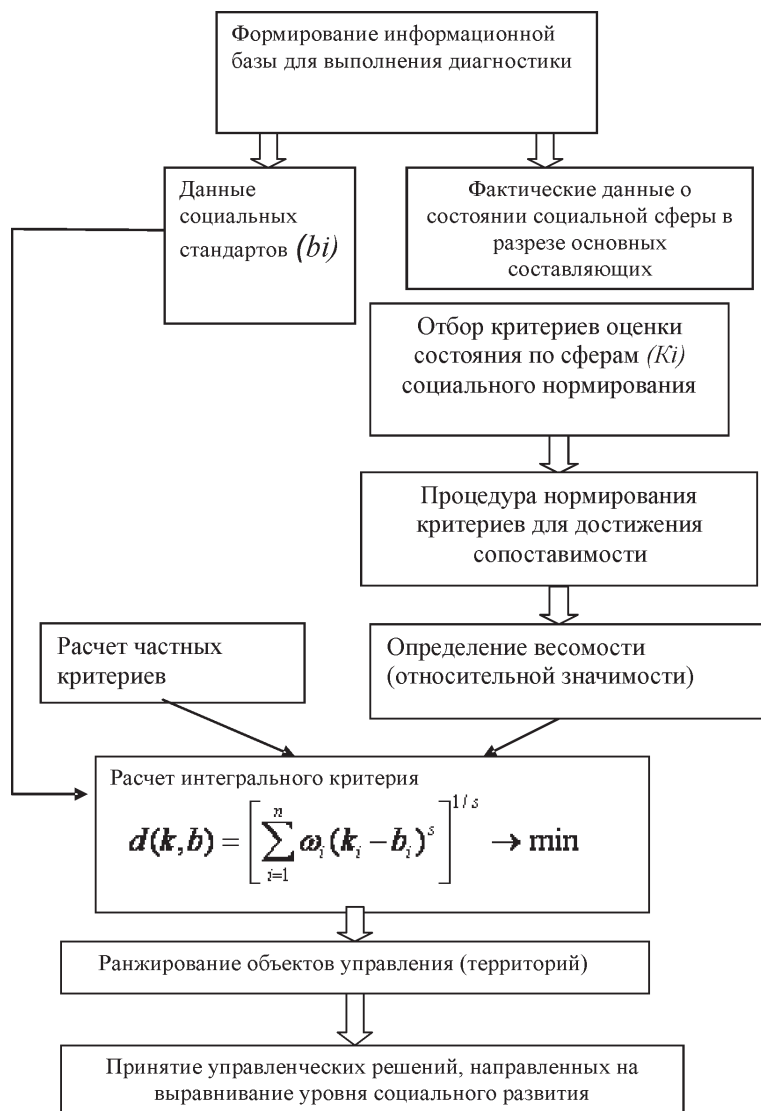 Формирование информационной
базы для выполнения диагностики
Данные
социальных
стандартов (bi)
Фактические данные о
состоянии социальной сферы в
разрезе основных
составляющих
Отбор критериев оценки
состояния по сферам (Ki)
социального нормирования
Процедура нормирования
критериев для достижения
сопоставимости
Расчет частных
критериев
Определение весомости
(относительной значимости)
Расчет интегрального критерия
d(k,b) = [∑ᵢ₌₁ⁿ ωᵢ(kᵢ − bᵢ)ˢ]^{1/s} → min
Ранжирование объектов управления (территорий)
Принятие управленческих решений, направленных на
выравнивание уровня социального развития